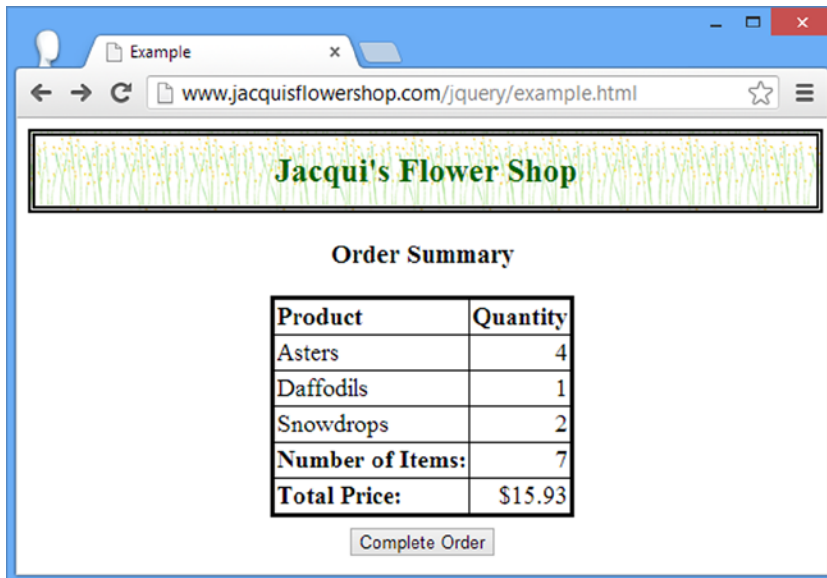 Example
www.jacquisflowershop.com/jquery/example.html
Jacqui's Flower Shop
Order Summary
Product Quantity
Asters 4
Daffodils 1
Snowdrops 2
Number of Items: 7
Total Price: $15.93
Complete Order